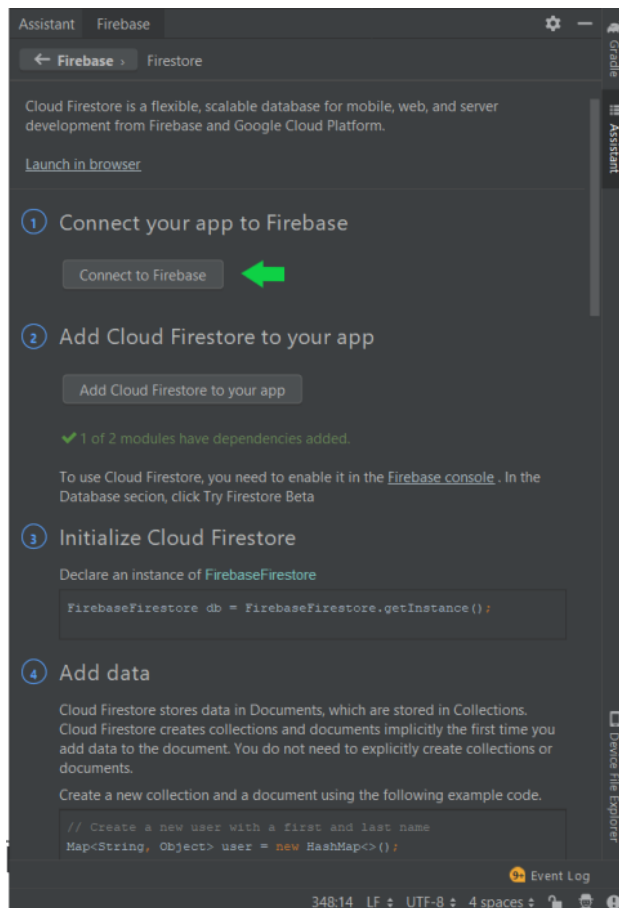 Assistant Firebase
← Firebase › Firestore
Cloud Firestore is a flexible, scalable database for mobile, web, and server
development from Firebase and Google Cloud Platform.
Launch in browser
1 Connect your app to Firebase
Connect to Firebase
2 Add Cloud Firestore to your app
Add Cloud Firestore to your app
✔ 1 of 2 modules have dependencies added.
To use Cloud Firestore, you need to enable it in the Firebase console . In the
Database secion, click Try Firestore Beta
3 Initialize Cloud Firestore
Declare an instance of FirebaseFirestore
FirebaseFirestore db = FirebaseFirestore.getInstance();
4 Add data
Cloud Firestore stores data in Documents, which are stored in Collections.
Cloud Firestore creates collections and documents implicitly the first time you
add data to the document. You do not need to explicitly create collections or
documents.
Create a new collection and a document using the following example code.
// Create a new user with a first and last name
Map<String, Object> user = new HashMap<>();
Gradle
Assistant
Device File Explorer
9+ Event Log
348:14 LF UTF-8 4 spaces